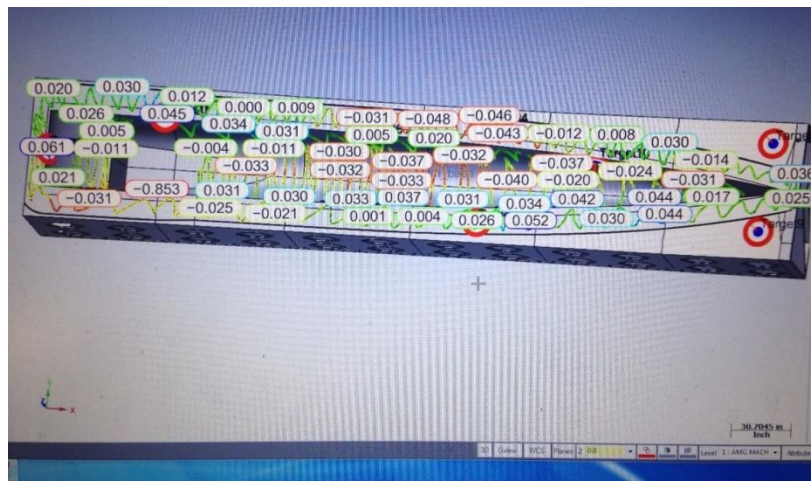 0.020 0.030 0.012
0.026 0.045 0.000 0.009 -0.031 -0.048 -0.046
0.005 0.034 0.031 0.005 0.020 -0.043 -0.012 0.008 0.030
0.061 -0.011 -0.004 -0.011 -0.030 -0.037 -0.032 -0.037 -0.014
-0.033 -0.032 -0.033 -0.040 -0.020 -0.024 -0.031 0.036
0.021 -0.031 -0.853 0.031 0.030 0.033 0.037 0.031 0.034 0.042 0.044 0.017 0.025
-0.025 -0.021 0.001 0.004 0.026 0.052 0.030 0.044
30.7045 in
Inch
3D Gview WCS Planes Z 0.0 Level 1 : AMG MACH Attributes